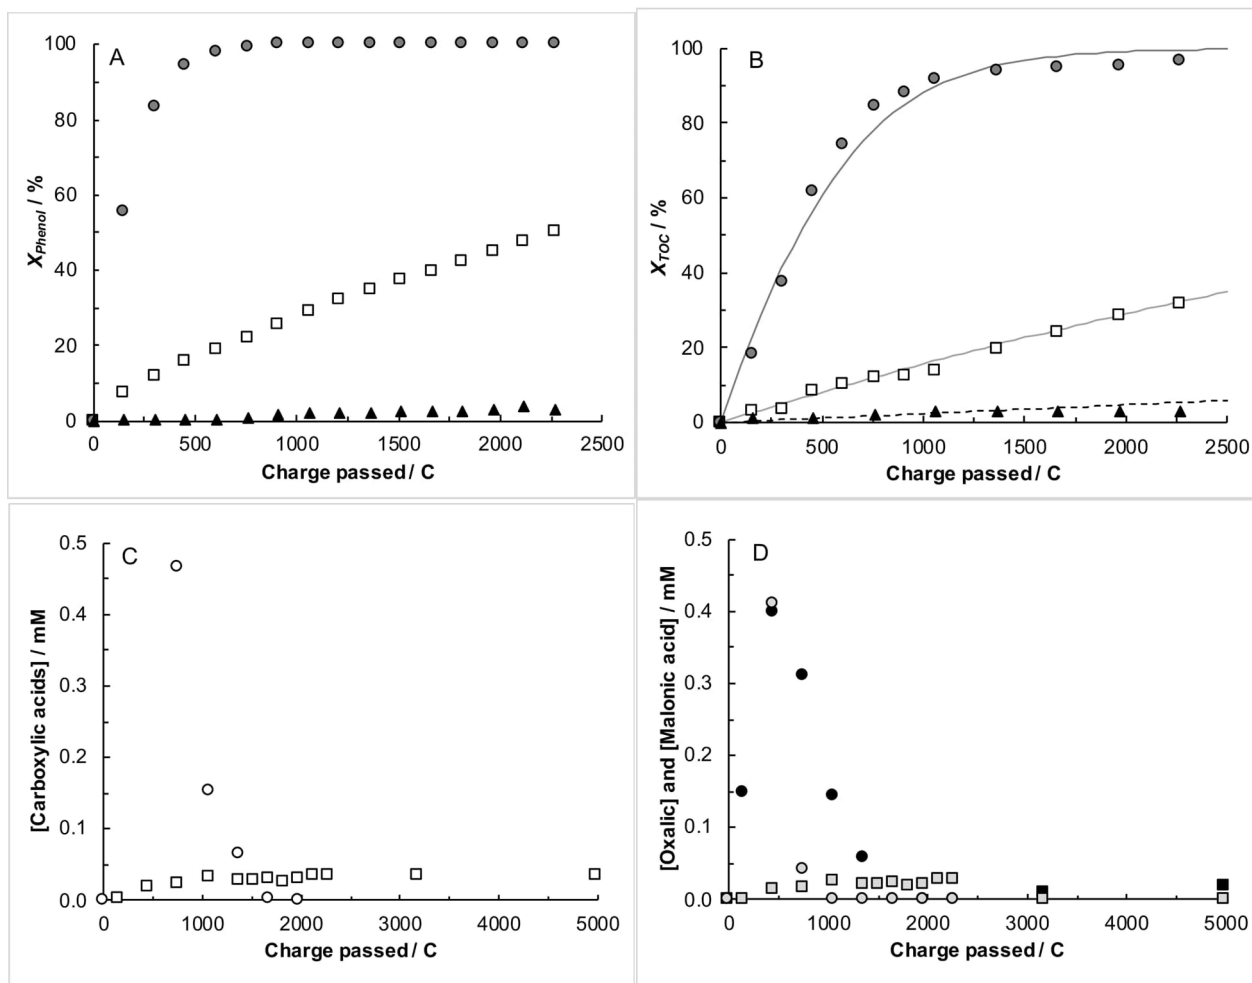 A
100
80
60
40
20
0
X_Phenol / %
0 500 1000 1500 2000 2500
Charge passed / C
B
100
80
60
40
20
0
X_TOC / %
0 500 1000 1500 2000 2500
Charge passed / C
C
0.5
0.4
0.3
0.2
0.1
0.0
[Carboxylic acids] / mM
0 1000 2000 3000 4000 5000
Charge passed / C
D
0.5
0.4
0.3
0.2
0.1
0.0
[Oxalic] and [Malonic acid] / mM
0 1000 2000 3000 4000 5000
Charge passed / C